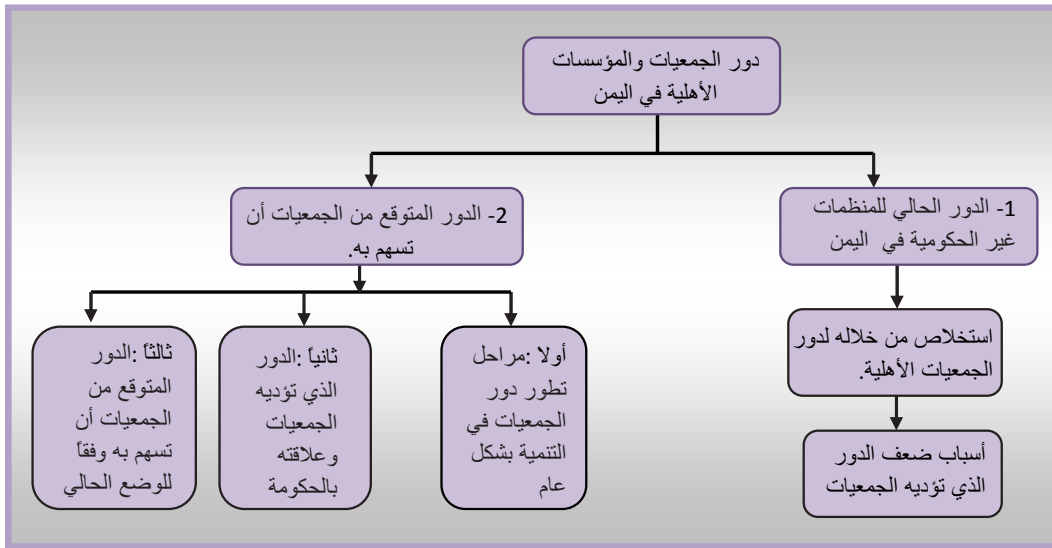 دور الجمعيات والمؤسسات
الأهلية في اليمن
1- الدور الحالي للمنظمات
غير الحكومية في اليمن
2- الدور المتوقع من الجمعيات أن
تسهم به.
استخلاص من خلاله لدور
الجمعيات الأهلية.
أسباب ضعف الدور
الذي تؤديه الجمعيات
أولا :مراحل
تطور دور
الجمعيات في
التنمية بشكل
عام
ثانياً :الدور
الذي تؤديه
الجمعيات
وعلاقته
بالحكومة
ثالثاً :الدور
المتوقع من
الجمعيات أن
تسهم به وفقاً
للوضع الحالي